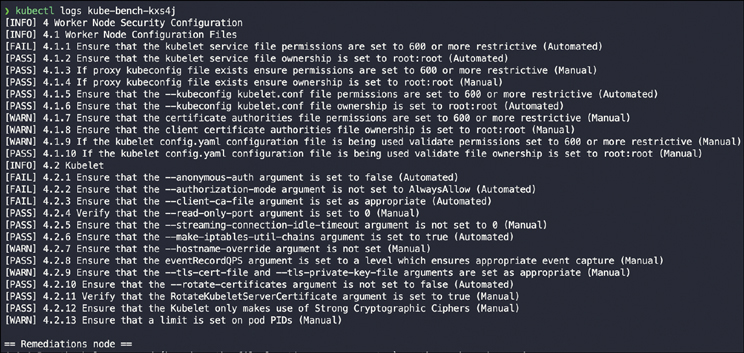 ❯ kubectl logs kube-bench-kxs4j
[INFO] 4 Worker Node Security Configuration
[INFO] 4.1 Worker Node Configuration Files
[FAIL] 4.1.1 Ensure that the kubelet service file permissions are set to 600 or more restrictive (Automated)
[PASS] 4.1.2 Ensure that the kubelet service file ownership is set to root:root (Automated)
[PASS] 4.1.3 If proxy kubeconfig file exists ensure permissions are set to 600 or more restrictive (Manual)
[PASS] 4.1.4 If proxy kubeconfig file exists ensure ownership is set to root:root (Manual)
[PASS] 4.1.5 Ensure that the --kubeconfig kubelet.conf file permissions are set to 600 or more restrictive (Automated)
[PASS] 4.1.6 Ensure that the --kubeconfig kubelet.conf file ownership is set to root:root (Automated)
[WARN] 4.1.7 Ensure that the certificate authorities file permissions are set to 600 or more restrictive (Manual)
[WARN] 4.1.8 Ensure that the client certificate authorities file ownership is set to root:root (Manual)
[WARN] 4.1.9 If the kubelet config.yaml configuration file is being used validate permissions set to 600 or more restrictive (Manual)
[PASS] 4.1.10 If the kubelet config.yaml configuration file is being used validate file ownership is set to root:root (Manual)
[INFO] 4.2 Kubelet
[FAIL] 4.2.1 Ensure that the --anonymous-auth argument is set to false (Automated)
[FAIL] 4.2.2 Ensure that the --authorization-mode argument is not set to AlwaysAllow (Automated)
[FAIL] 4.2.3 Ensure that the --client-ca-file argument is set as appropriate (Automated)
[PASS] 4.2.4 Verify that the --read-only-port argument is set to 0 (Manual)
[PASS] 4.2.5 Ensure that the --streaming-connection-idle-timeout argument is not set to 0 (Manual)
[PASS] 4.2.6 Ensure that the --make-iptables-util-chains argument is set to true (Automated)
[WARN] 4.2.7 Ensure that the --hostname-override argument is not set (Manual)
[PASS] 4.2.8 Ensure that the eventRecordQPS argument is set to a level which ensures appropriate event capture (Manual)
[WARN] 4.2.9 Ensure that the --tls-cert-file and --tls-private-key-file arguments are set as appropriate (Manual)
[PASS] 4.2.10 Ensure that the --rotate-certificates argument is not set to false (Automated)
[PASS] 4.2.11 Verify that the RotateKubeletServerCertificate argument is set to true (Manual)
[PASS] 4.2.12 Ensure that the Kubelet only makes use of Strong Cryptographic Ciphers (Manual)
[WARN] 4.2.13 Ensure that a limit is set on pod PIDs (Manual)
== Remediations node ==